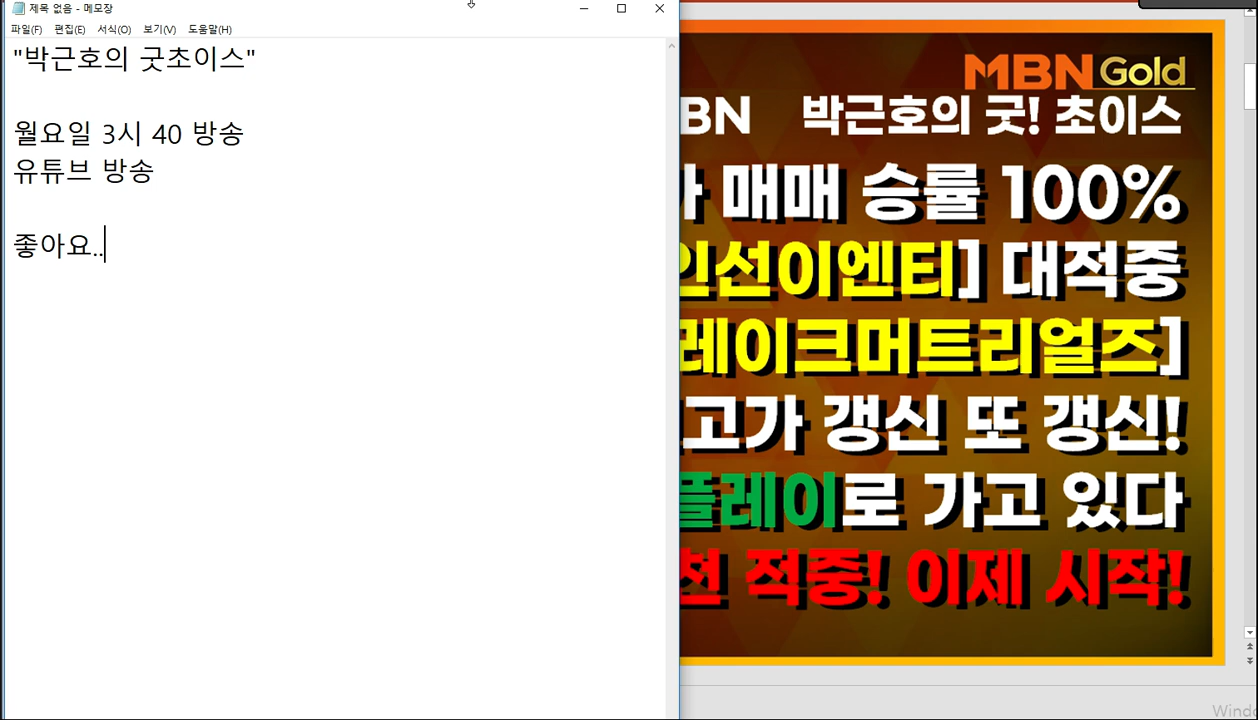 제목 없음 - 메모장
파일(F) 편집(E) 서식(O) 보기(V) 도움말(H)
"박근호의 굿초이스"
월요일 3시 40 방송
유튜브 방송
좋아요..
MBN Gold
BN 박근호의 굿! 초이스
매매 승률 100%
인선이엔티] 대적중
레이크머트리얼즈]
고가 갱신 또 갱신!
플레이로 가고 있다
천 적중! 이제 시작!